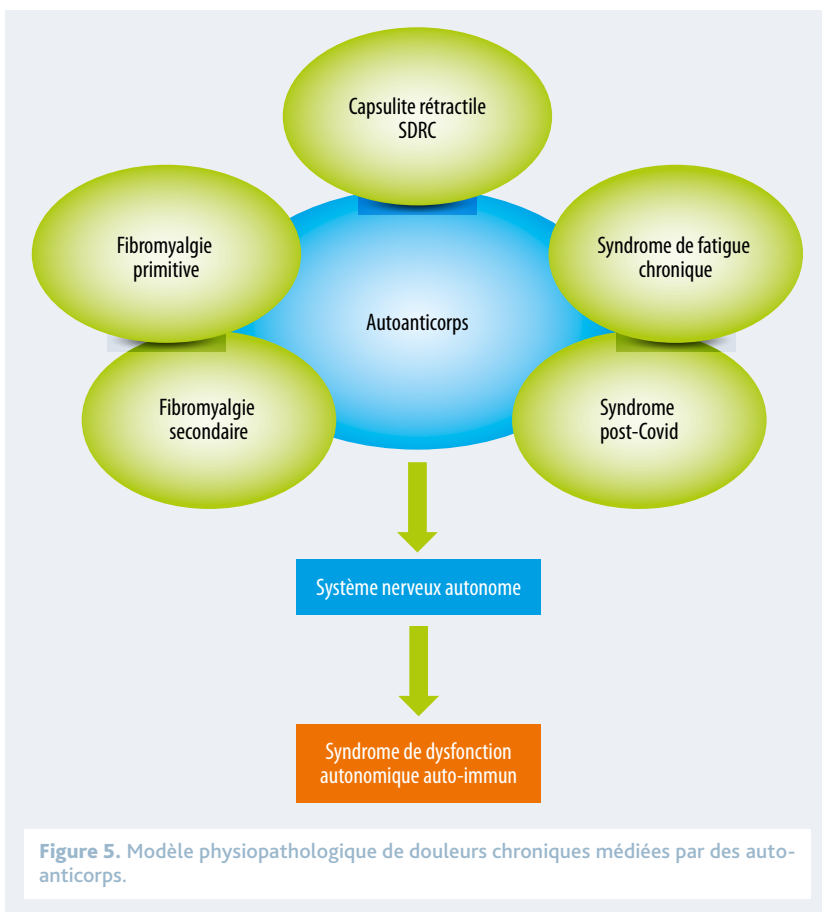 Capsulite rétractile
SDRC
Fibromyalgie
primitive
Syndrome de fatigue
chronique
Autoanticorps
Fibromyalgie
secondaire
Syndrome
post-Covid
Système nerveux autonome
Syndrome de dysfonction
autonomique auto-immun
Figure 5. Modèle physiopathologique de douleurs chroniques médiées par des auto-
anticorps.